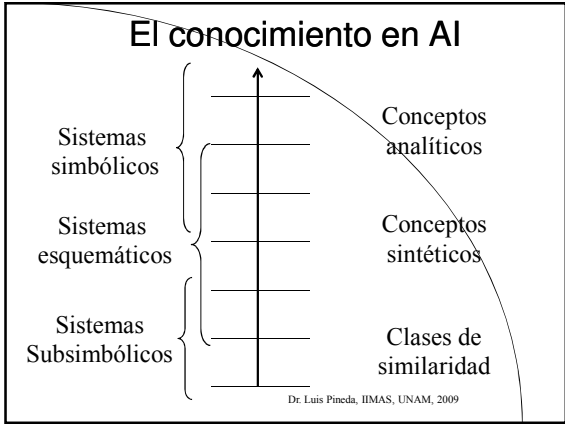 El conocimiento en AI
Sistemas
simbólicos
Conceptos
analíticos
Sistemas
esquemáticos
Conceptos
sintéticos
Sistemas
Subsimbólicos
Clases de
similaridad
Dr. Luis Pineda, IIMAS, UNAM, 2009